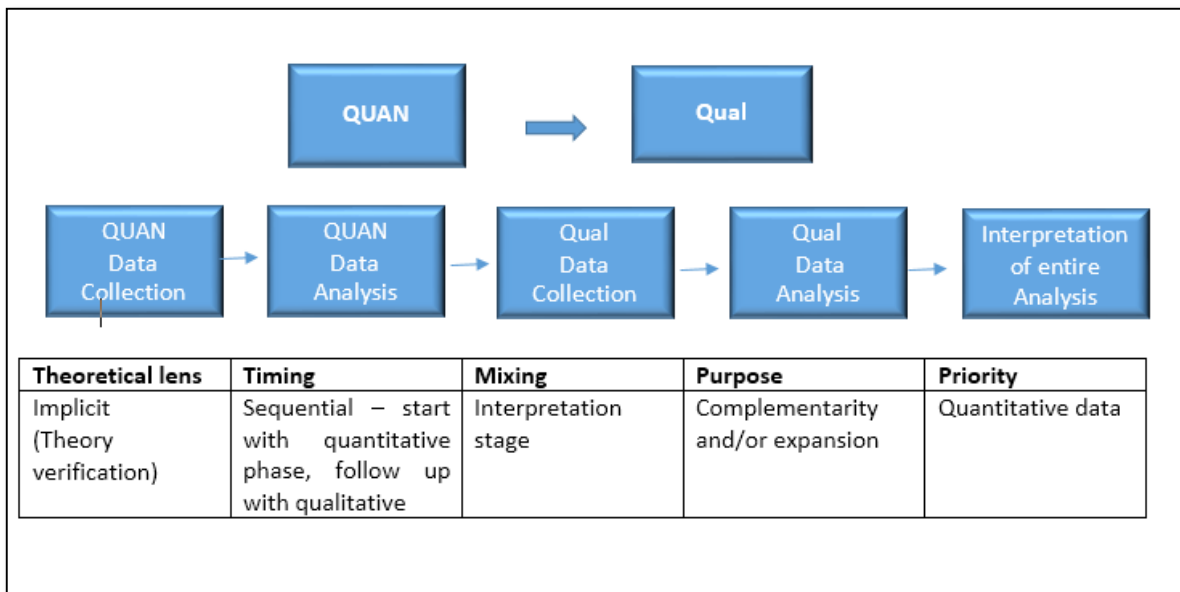 QUAN
Qual
QUAN
Data
Collection
QUAN
Data
Analysis
Qual
Data
Collection
Qual
Data
Analysis
Interpretation
of entire
Analysis
Theoretical lens
Timing
Mixing
Purpose
Priority
Implicit
(Theory
verification)
Sequential – start
with quantitative
phase, follow up
with qualitative
Interpretation
stage
Complementarity
and/or expansion
Quantitative data